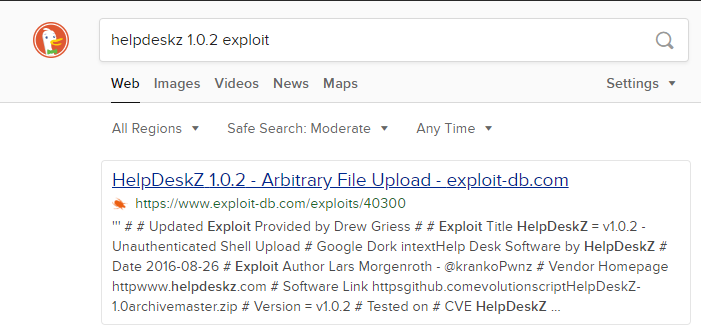 helpdeskz 1.0.2 exploit
Web Images Videos News Maps Settings
All Regions Safe Search: Moderate Any Time
HelpDeskZ 1.0.2 - Arbitrary File Upload - exploit-db.com
https://www.exploit-db.com/exploits/40300
''' # # Updated Exploit Provided by Drew Griess # # Exploit Title HelpDeskZ = v1.0.2 -
Unauthenticated Shell Upload # Google Dork intextHelp Desk Software by HelpDeskZ #
Date 2016-08-26 # Exploit Author Lars Morgenroth - @krankoPwnz # Vendor Homepage
httpwww.helpdeskz.com # Software Link httpsgithub.comevolutionscriptHelpDeskZ-
1.0archivemaster.zip # Version = v1.0.2 # Tested on # CVE HelpDeskZ ...